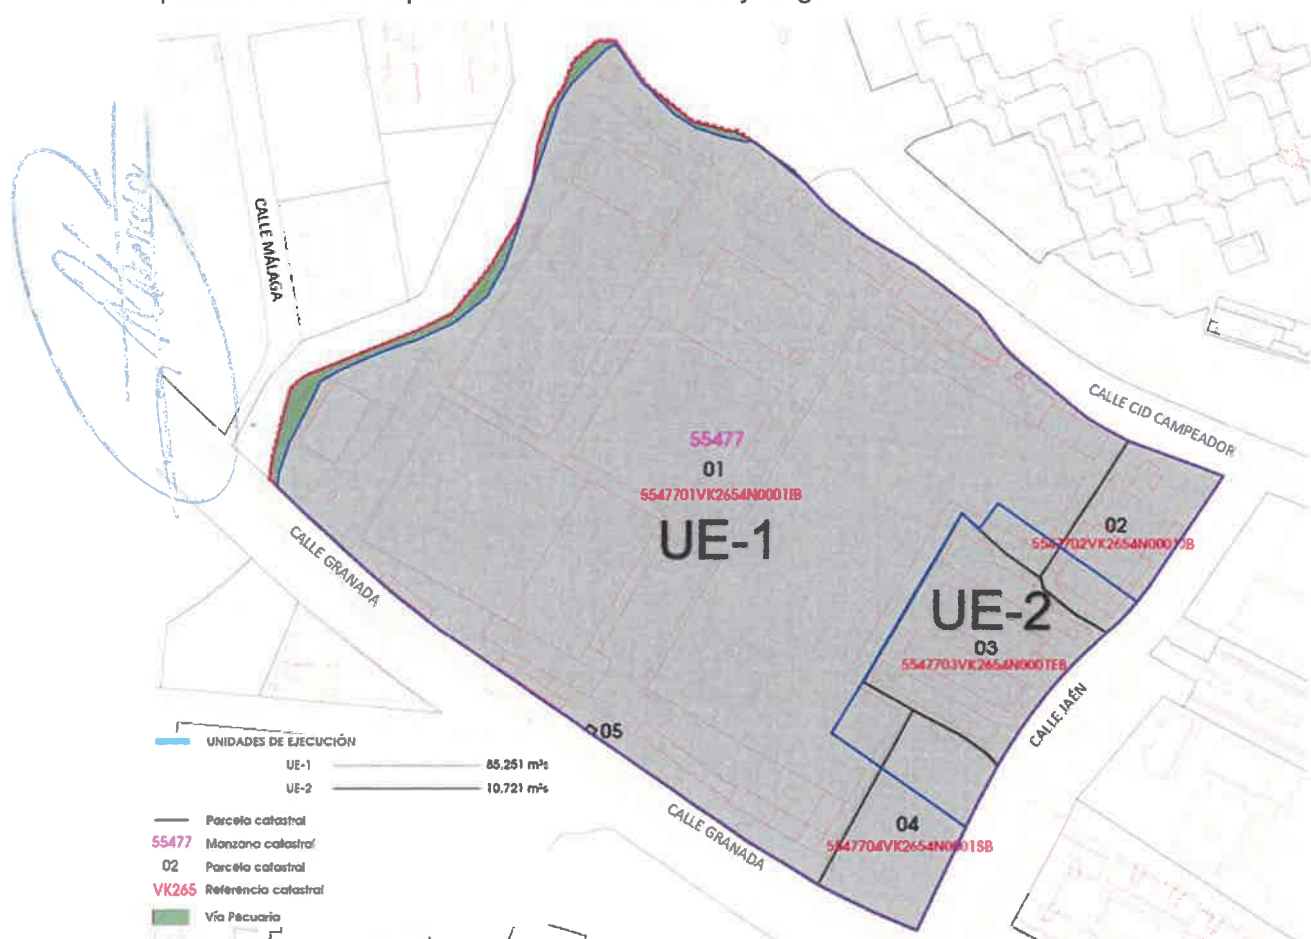 CALLE MÁLAGA
CALLE CID CAMPEADOR
55477
01
5547701VK2654N0001IB
UE-1
02
5547702VK2654N0001JB
UE-2
03
5547703VK2654N0001EB
CALLE GRANADA
CALLE JAÉN
05
CALLE GRANADA
04
5547704VK2654N0001SB
UNIDADES DE EJECUCIÓN
UE-1 85.251 m²s
UE-2 10.721 m²s
Parcela catastral
55477 Manzana catastral
02 Parcela catastral
VK265 Referencia catastral
Vía Pecuaria